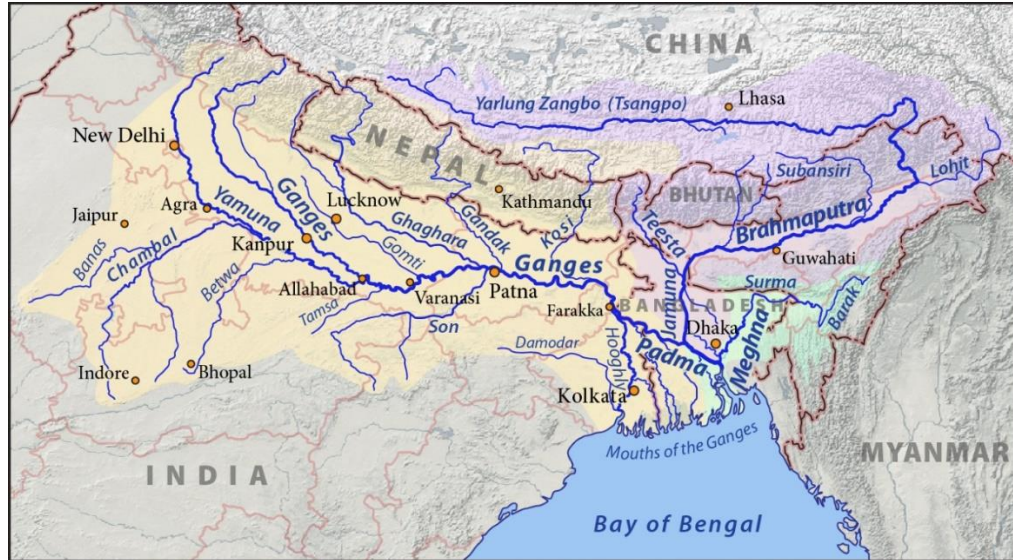 CHINA
Yarlung Zangbo (Tsangpo)
Lhasa
New Delhi
NEPAL
Subansiri
Lohit
BHUTAN
Kathmandu
Jaipur
Agra
Yamuna
Ganges
Lucknow
Ghaghara
Gandak
Kosi
Teesta
Brahmaputra
Banas
Chambal
Kanpur
Gomti
Guwahati
Betwa
Allahabad
Varanasi
Patna
Ganges
Jamuna
Surma
Tamsa
Son
Farakka
BANGLADESH
Barak
Dhaka
Meghna
Indore
Bhopal
Damodar
Hooghly
Padma
Kolkata
Mouths of the Ganges
INDIA
MYANMAR
Bay of Bengal